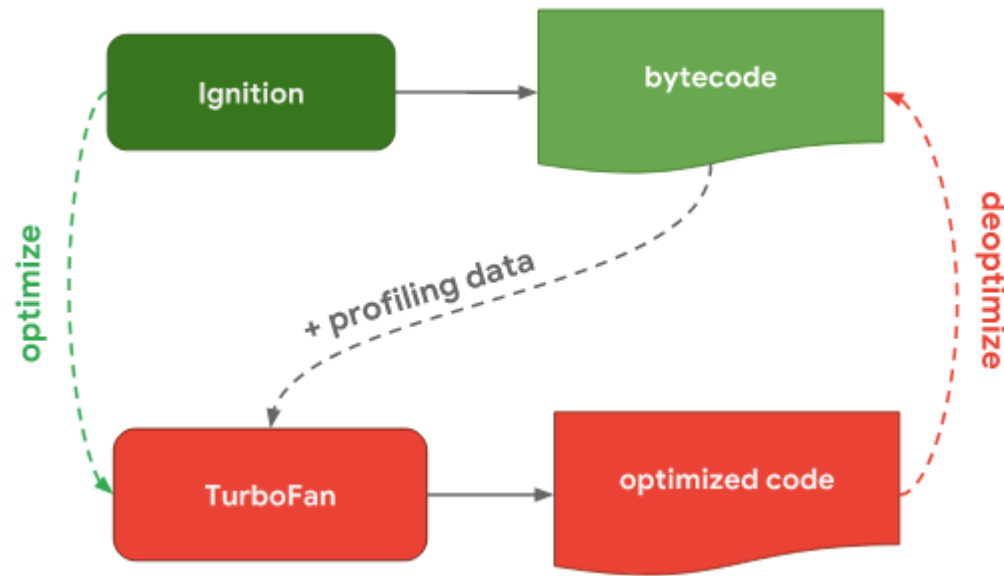 Ignition
bytecode
optimize
+ profiling data
deoptimize
TurboFan
optimized code